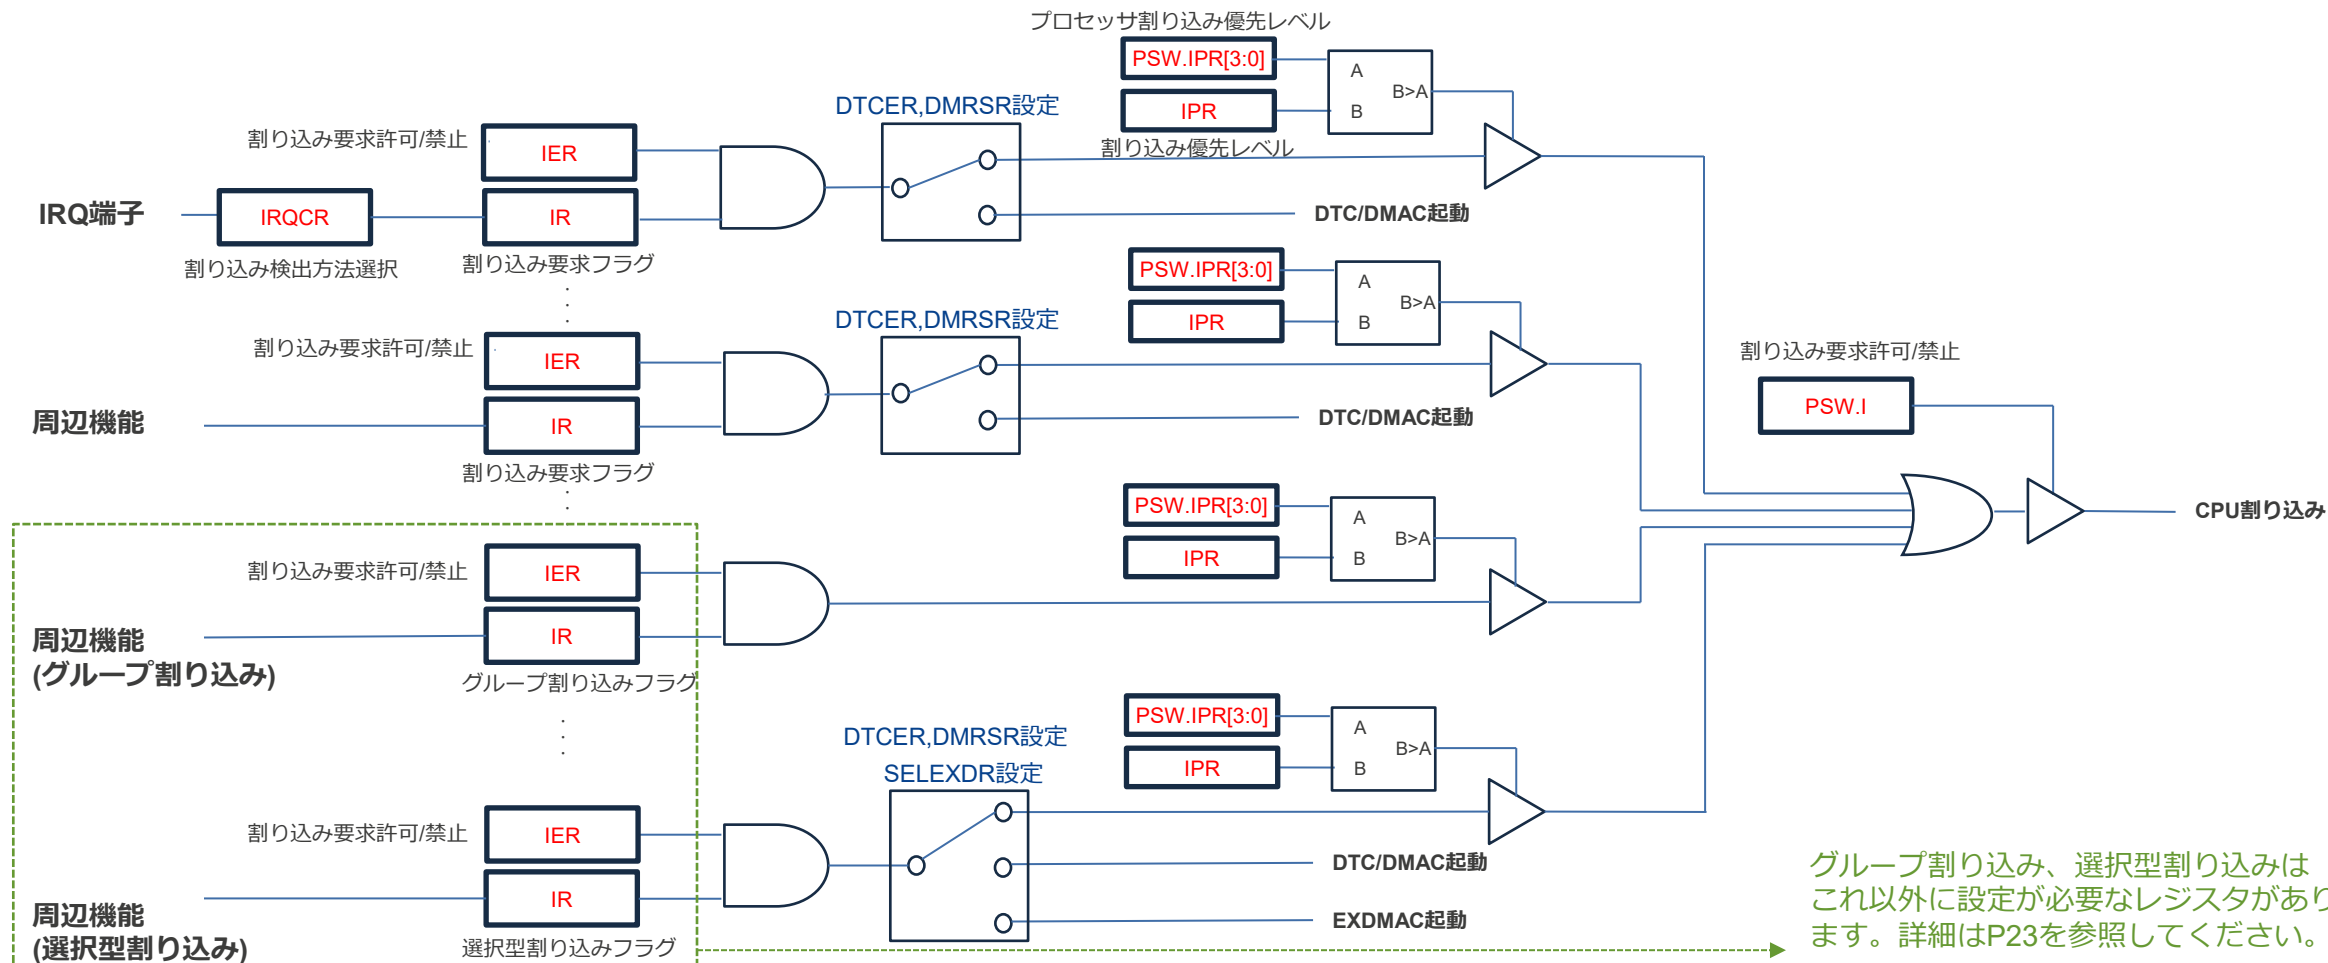 プロセッサ割り込み優先レベル
PSW.IPR[3:0]
A
B>A
DTCER,DMRSR設定
IPR
B
割り込み要求許可/禁止
IER
割り込み優先レベル
IRQ端子
IRQCR
IR
DTC/DMAC起動
割り込み検出方法選択
割り込み要求フラグ
PSW.IPR[3:0]
A
B>A
DTCER,DMRSR設定
IPR
B
割り込み要求許可/禁止
IER
割り込み要求許可/禁止
PSW.I
周辺機能
IR
DTC/DMAC起動
割り込み要求フラグ
PSW.IPR[3:0]
A
B>A
CPU割り込み
IPR
B
割り込み要求許可/禁止
IER
周辺機能
(グループ割り込み)
IR
グループ割り込みフラグ
PSW.IPR[3:0]
A
B>A
DTCER,DMRSR設定
SELEXDR設定
IPR
B
割り込み要求許可/禁止
IER
DTC/DMAC起動
周辺機能
(選択型割り込み)
IR
EXDMAC起動
選択型割り込みフラグ
グループ割り込み、選択型割り込みは
これ以外に設定が必要なレジスタがあり
ます。詳細はP23を参照してください。